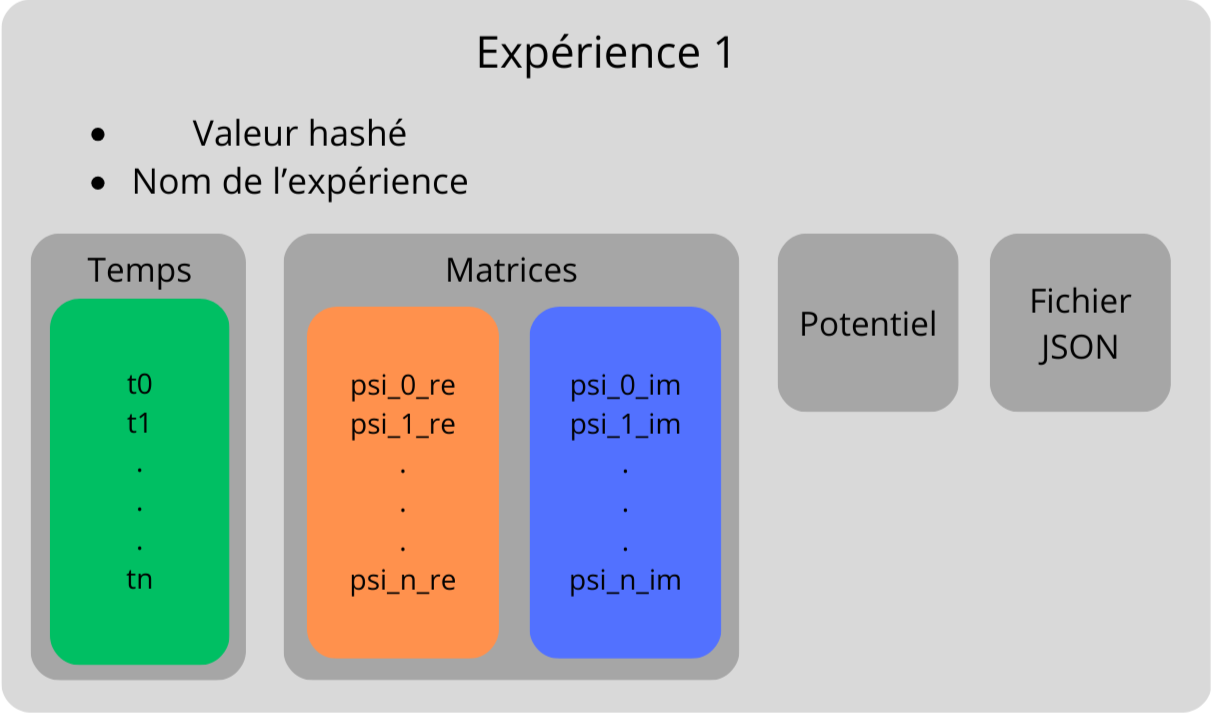 Expérience 1
• Valeur hashé
• Nom de l’expérience
Temps
t0
t1
.
.
.
tn
Matrices
psi_0_re
psi_1_re
.
.
.
psi_n_re
psi_0_im
psi_1_im
.
.
.
psi_n_im
Potentiel
Fichier
JSON